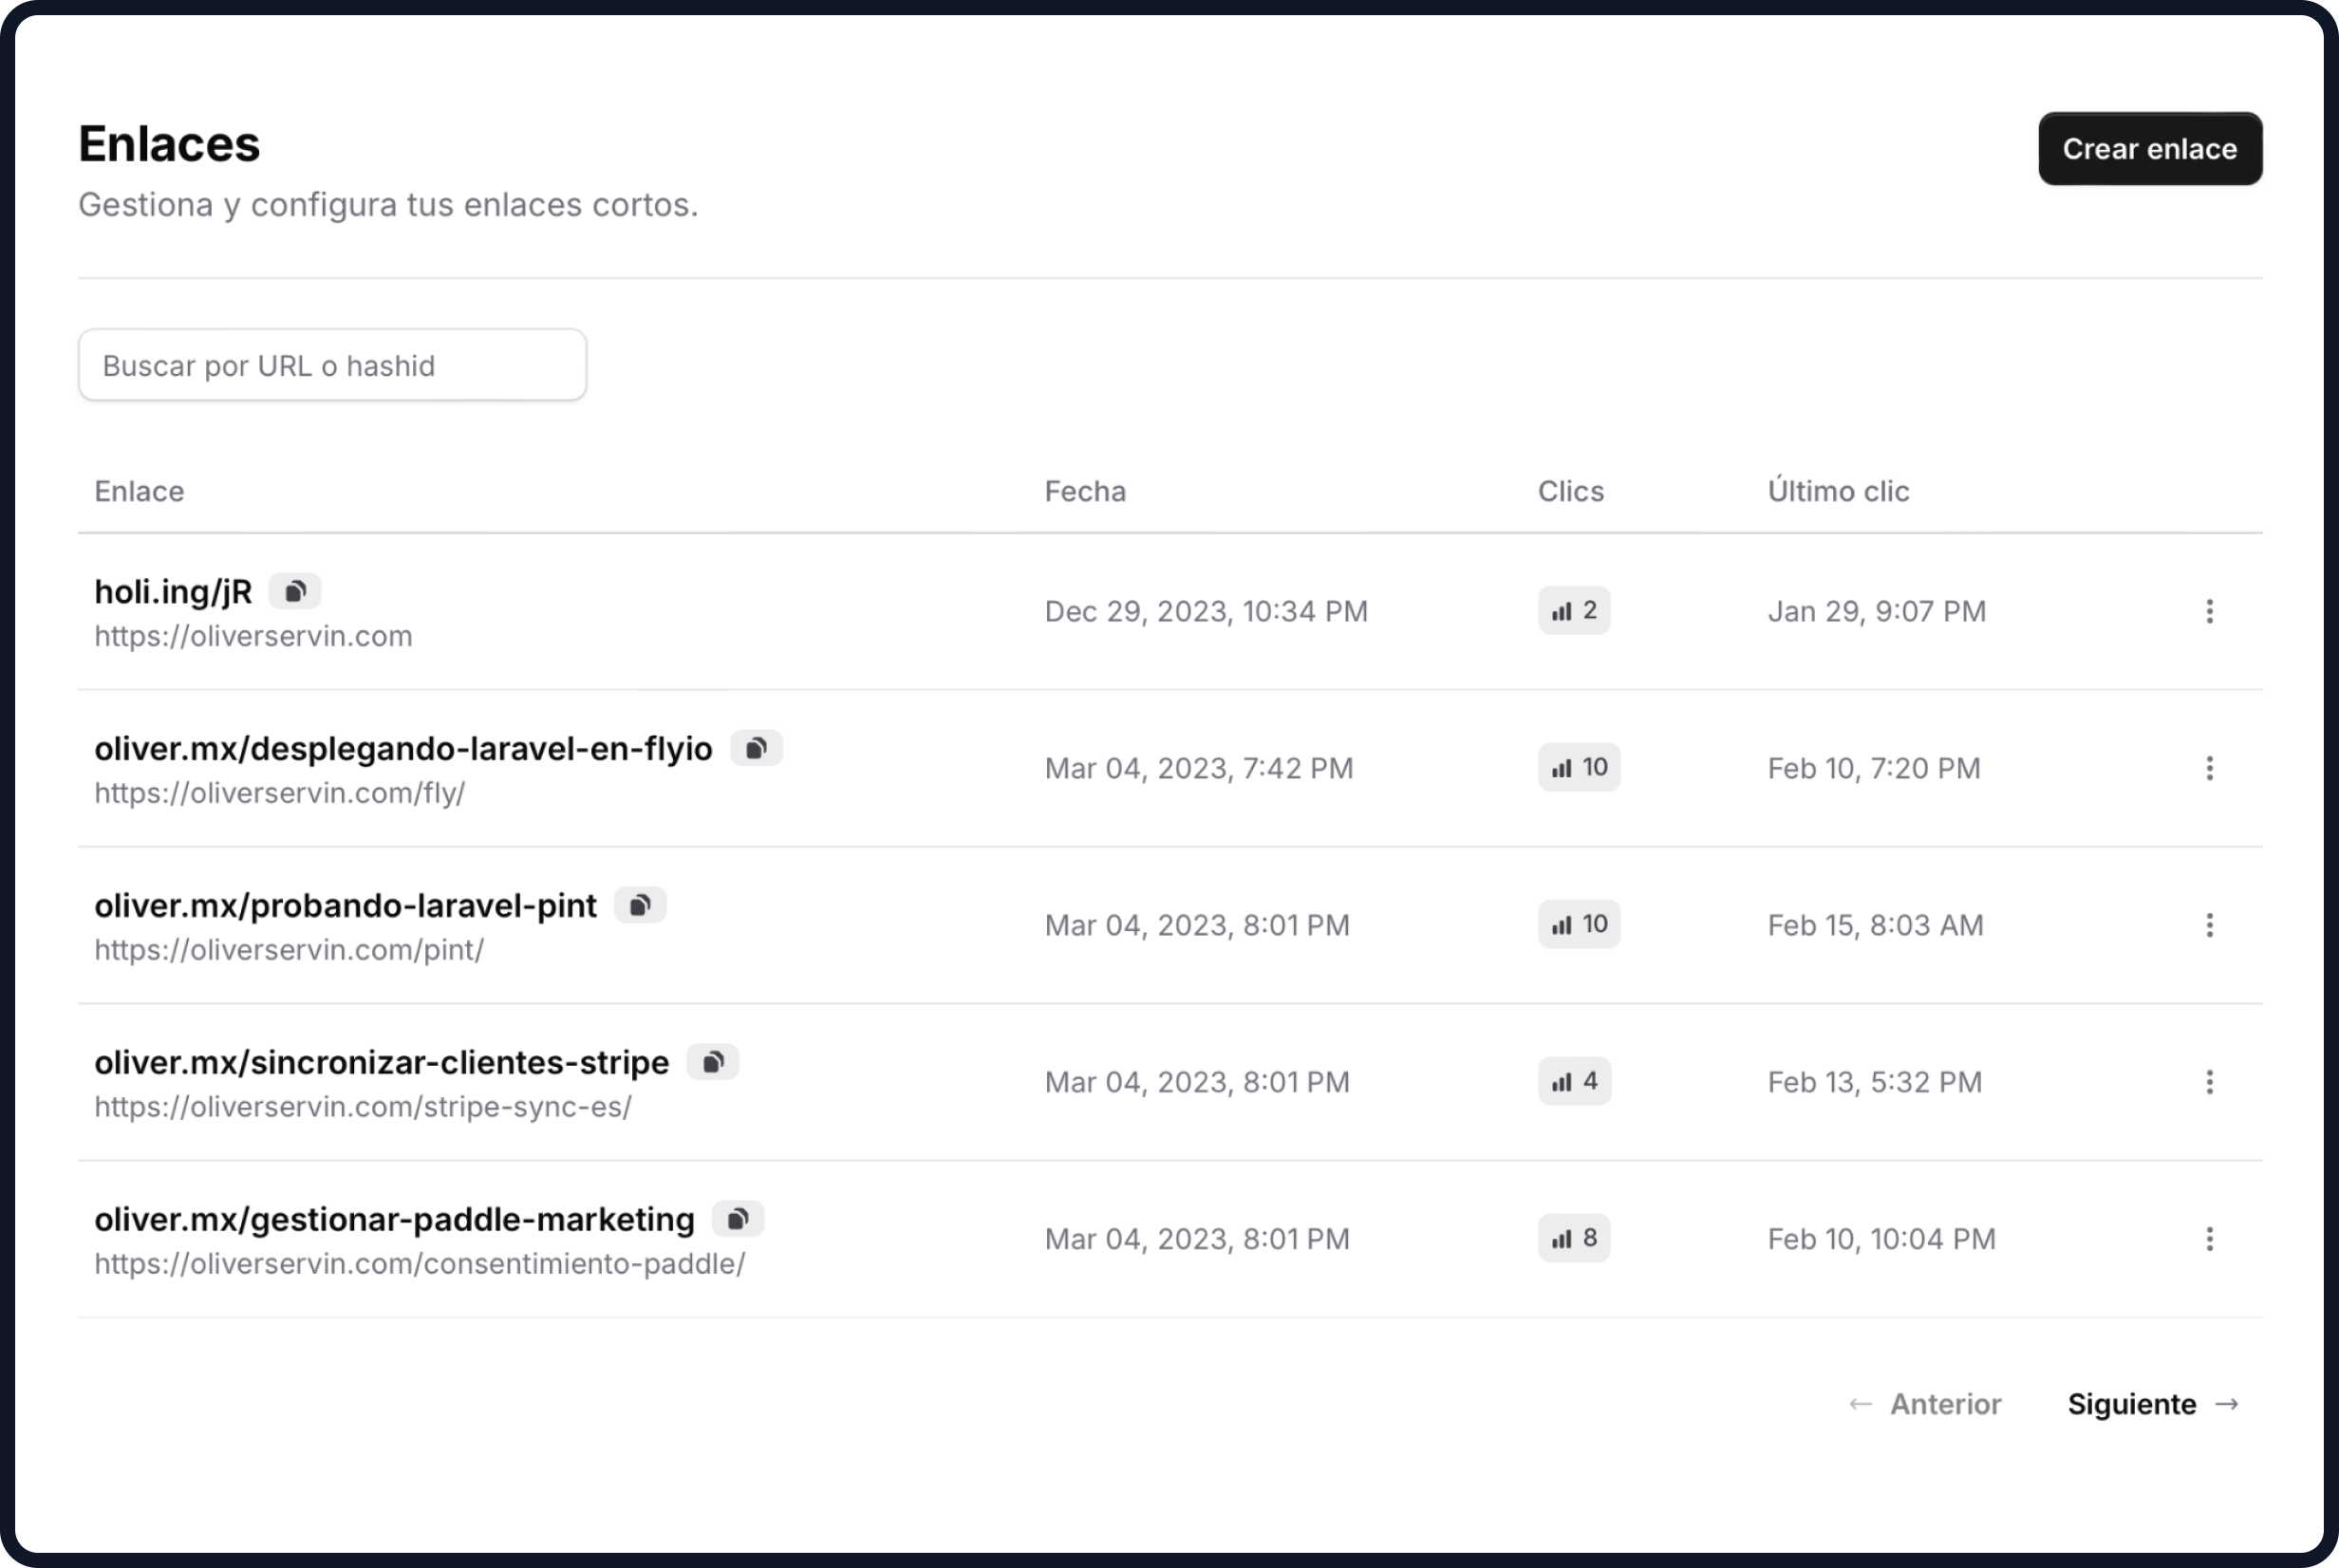 Enlaces
Crear enlace
Gestiona y configura tus enlaces cortos.
Buscar por URL o hashid
Enlace Fecha Clics Último clic
holi.ing/jR
https://oliverservin.com
Dec 29, 2023, 10:34 PM 2 Jan 29, 9:07 PM
oliver.mx/desplegando-laravel-en-flyio
https://oliverservin.com/fly/
Mar 04, 2023, 7:42 PM 10 Feb 10, 7:20 PM
oliver.mx/probando-laravel-pint
https://oliverservin.com/pint/
Mar 04, 2023, 8:01 PM 10 Feb 15, 8:03 AM
oliver.mx/sincronizar-clientes-stripe
https://oliverservin.com/stripe-sync-es/
Mar 04, 2023, 8:01 PM 4 Feb 13, 5:32 PM
oliver.mx/gestionar-paddle-marketing
https://oliverservin.com/consentimiento-paddle/
Mar 04, 2023, 8:01 PM 8 Feb 10, 10:04 PM
← Anterior Siguiente →